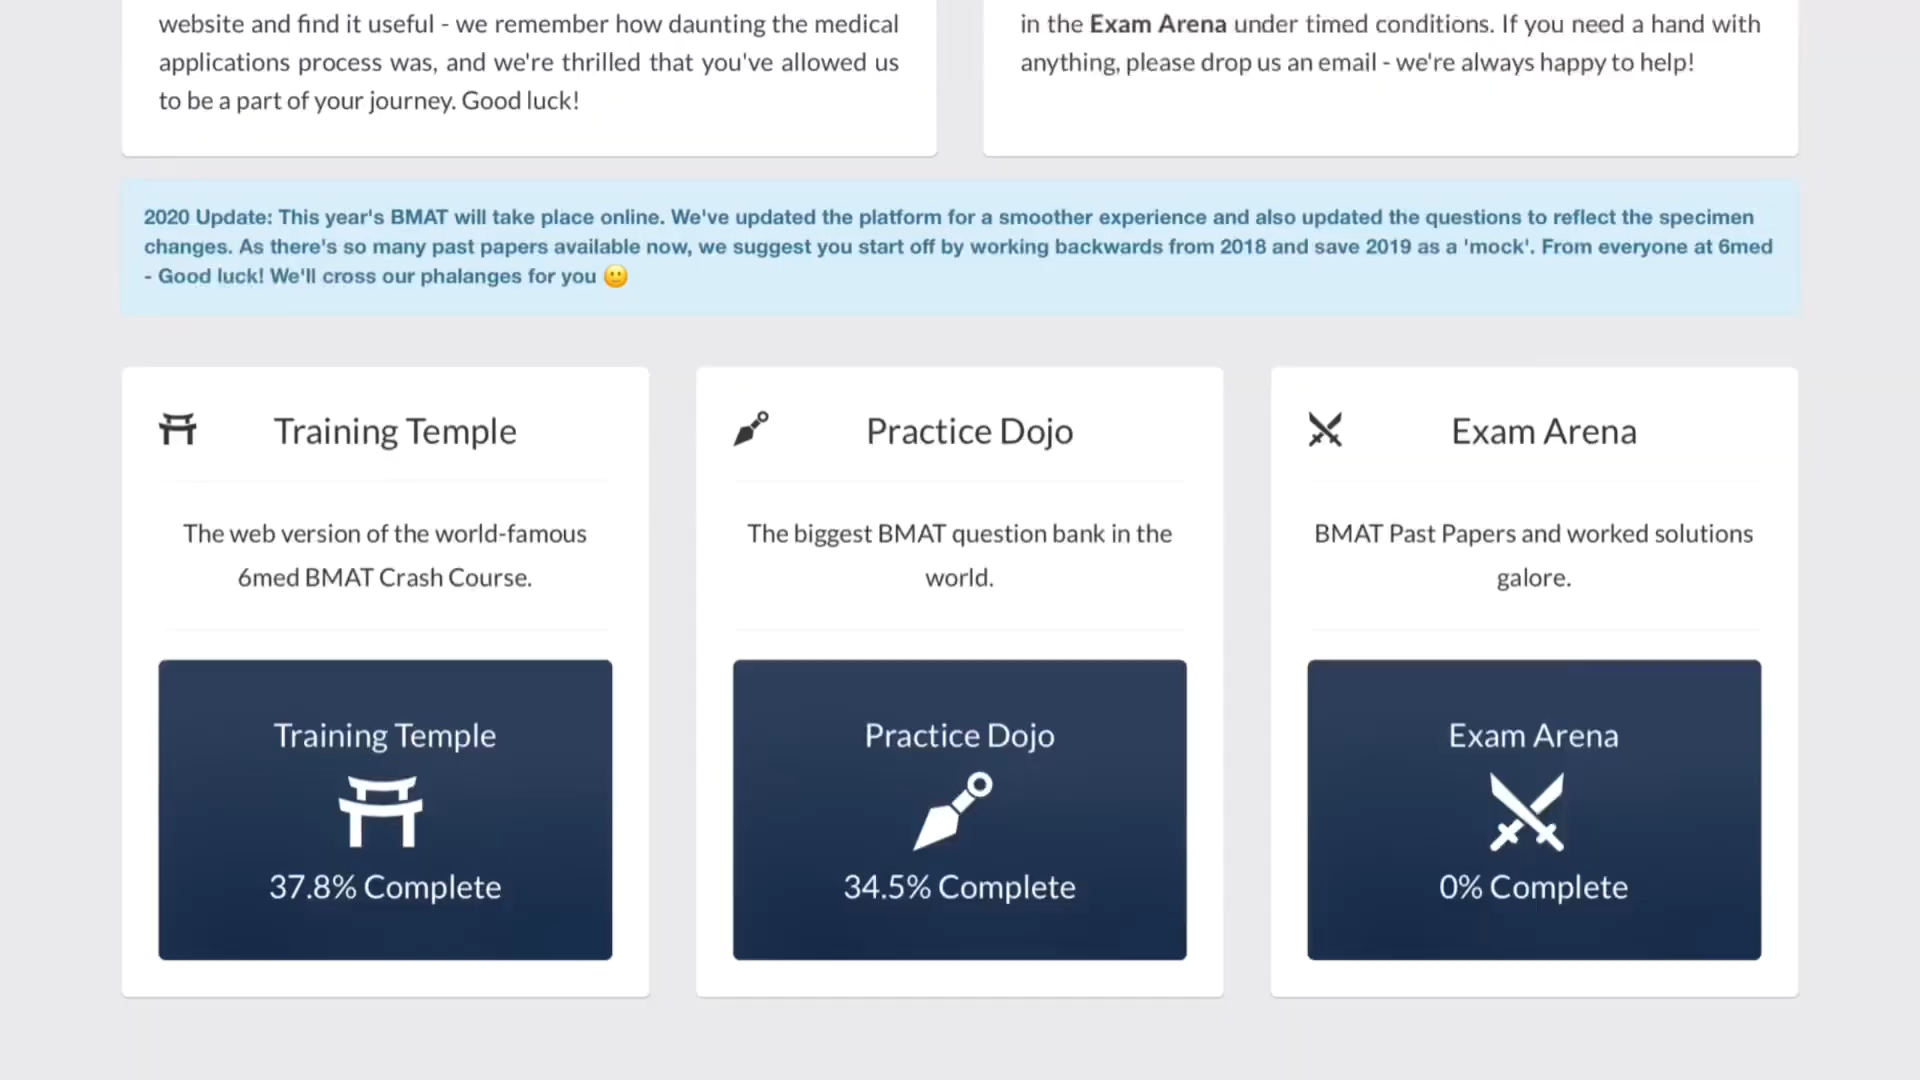 website and find it useful - we remember how daunting the medical
applications process was, and we're thrilled that you've allowed us
to be a part of your journey. Good luck!
in the Exam Arena under timed conditions. If you need a hand with
anything, please drop us an email - we're always happy to help!
2020 Update: This year's BMAT will take place online. We've updated the platform for a smoother experience and also updated the questions to reflect the specimen
changes. As there's so many past papers available now, we suggest you start off by working backwards from 2018 and save 2019 as a 'mock'. From everyone at 6med
- Good luck! We'll cross our phalanges for you 🙂
Training Temple
The web version of the world-famous
6med BMAT Crash Course.
Training Temple
37.8% Complete
Practice Dojo
The biggest BMAT question bank in the
world.
Practice Dojo
34.5% Complete
Exam Arena
BMAT Past Papers and worked solutions
galore.
Exam Arena
0% Complete